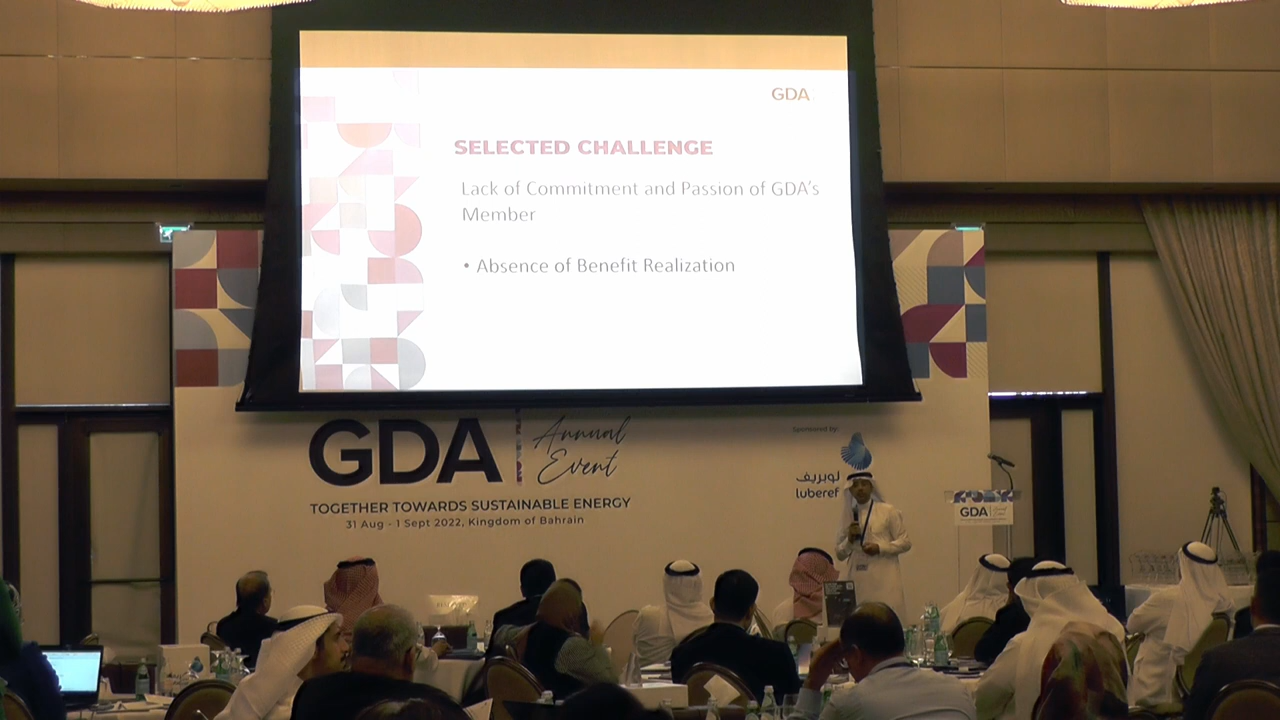 GDA
SELECTED CHALLENGE
Lack of Commitment and Passion of GDA's
Member
• Absence of Benefit Realization
GDA Annual
Event
TOGETHER TOWARDS SUSTAINABLE ENERGY
31 Aug - 1 Sept 2022, Kingdom of Bahrain
Sponsored by:
لوبريف
luberef
GDA